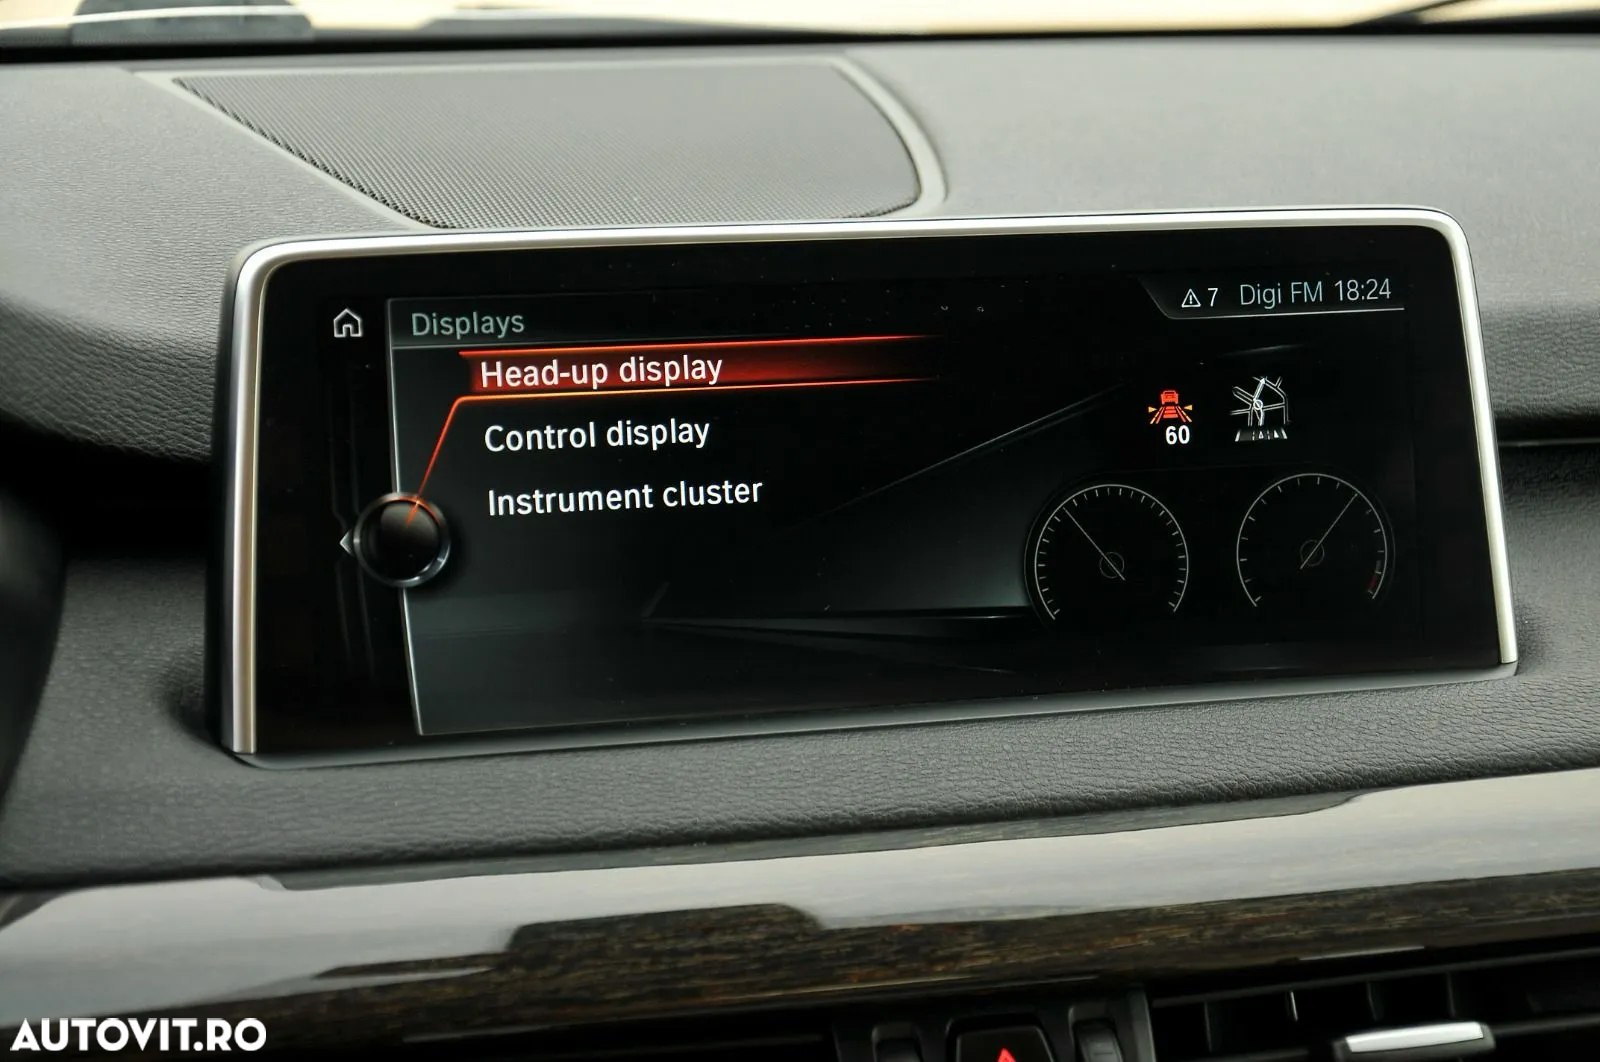 7 Digi FM 18:24
Displays
Head-up display
Control display
Instrument cluster
60
AUTOVIT.RO